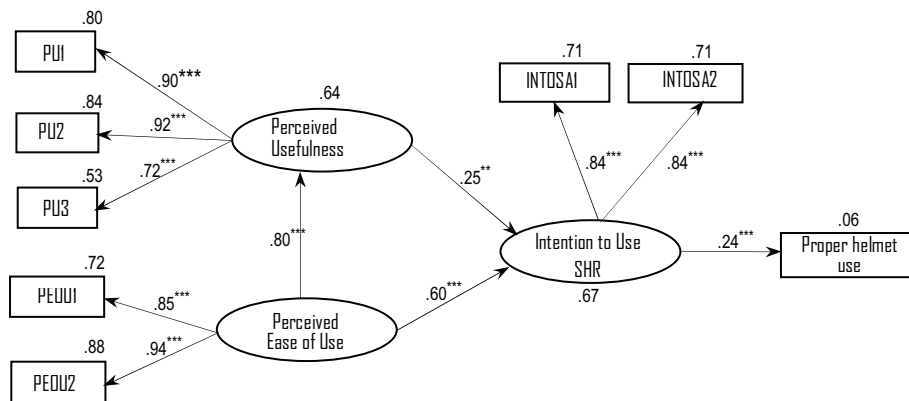 .80
PU1
.90***
.84
PU2
.92***
.53
PU3
.72***
.64
Perceived
Usefulness
.71
INTOSA1
.71
INTOSA2
.84***
.84***
.25**
.80***
Intention to Use
SHR
.67
.24***
.06
Proper helmet
use
.72
PEOU1
.85***
.88
PEOU2
.94***
Perceived
Ease of Use
.60***